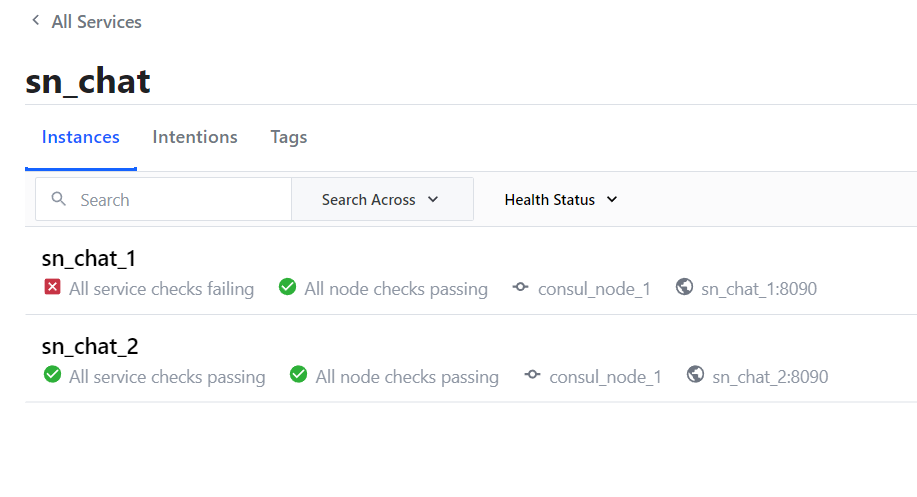 All Services
sn_chat
Instances Intentions Tags
Search Search Across Health Status
sn_chat_1
All service checks failing All node checks passing consul_node_1 sn_chat_1:8090
sn_chat_2
All service checks passing All node checks passing consul_node_1 sn_chat_2:8090